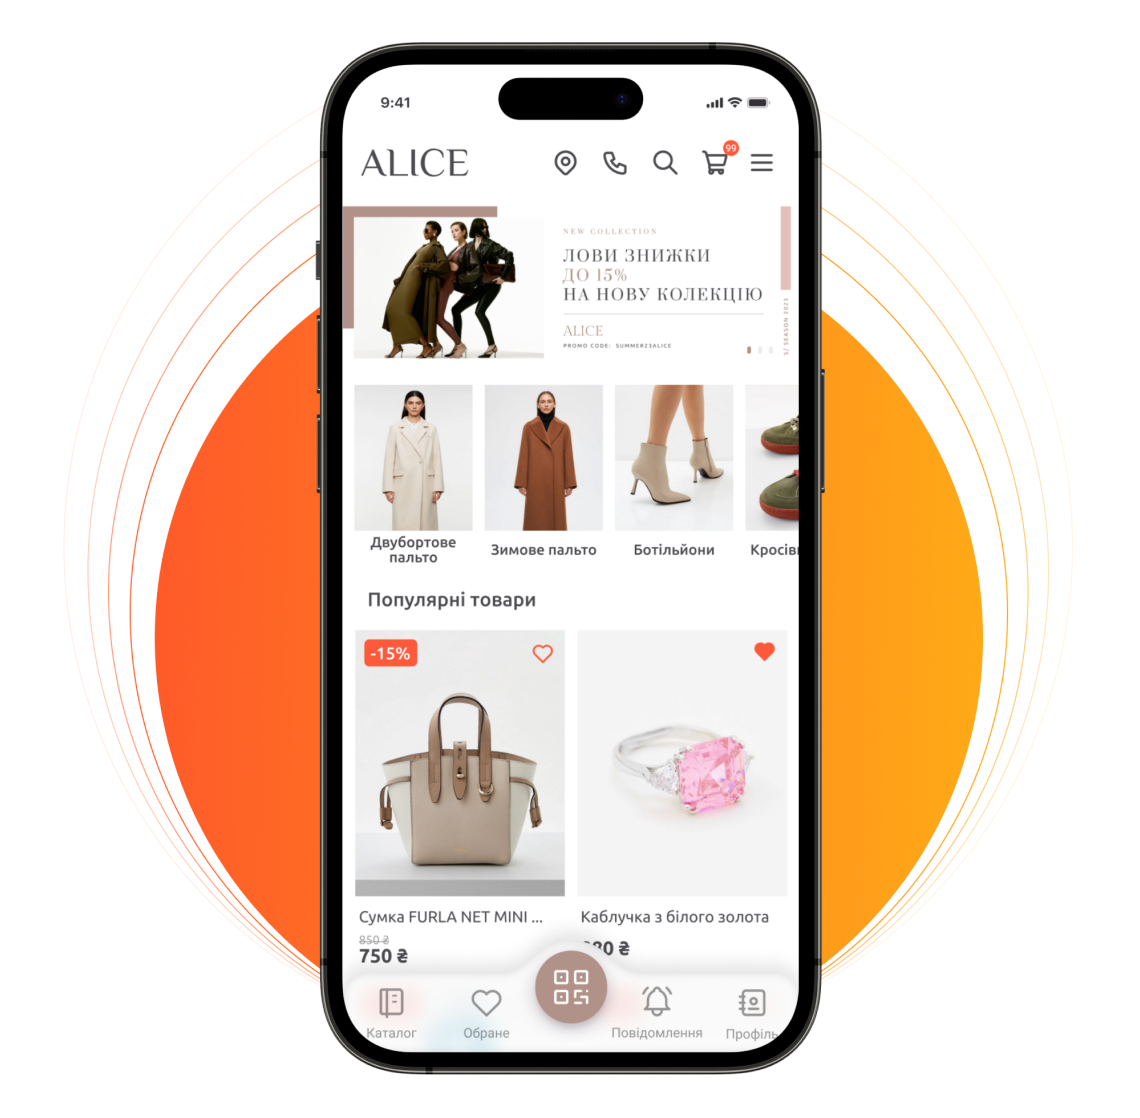 9:41
ALICE
99
NEW COLLECTION
ЛОВИ ЗНИЖКИ
ДО 15%
НА НОВУ КОЛЕКЦІЮ
ALICE
PROMO CODE: SUMMER23ALICE
S/ SEASON 2023
Двубортове
пальто
Зимове пальто
Ботільйони
Кросів
Популярні товари
-15%
Сумка FURLA NET MINI ...
Каблучка з білого золота
850 ₴
750 ₴
₴
Каталог
Обране
Повідомлення
Профіль